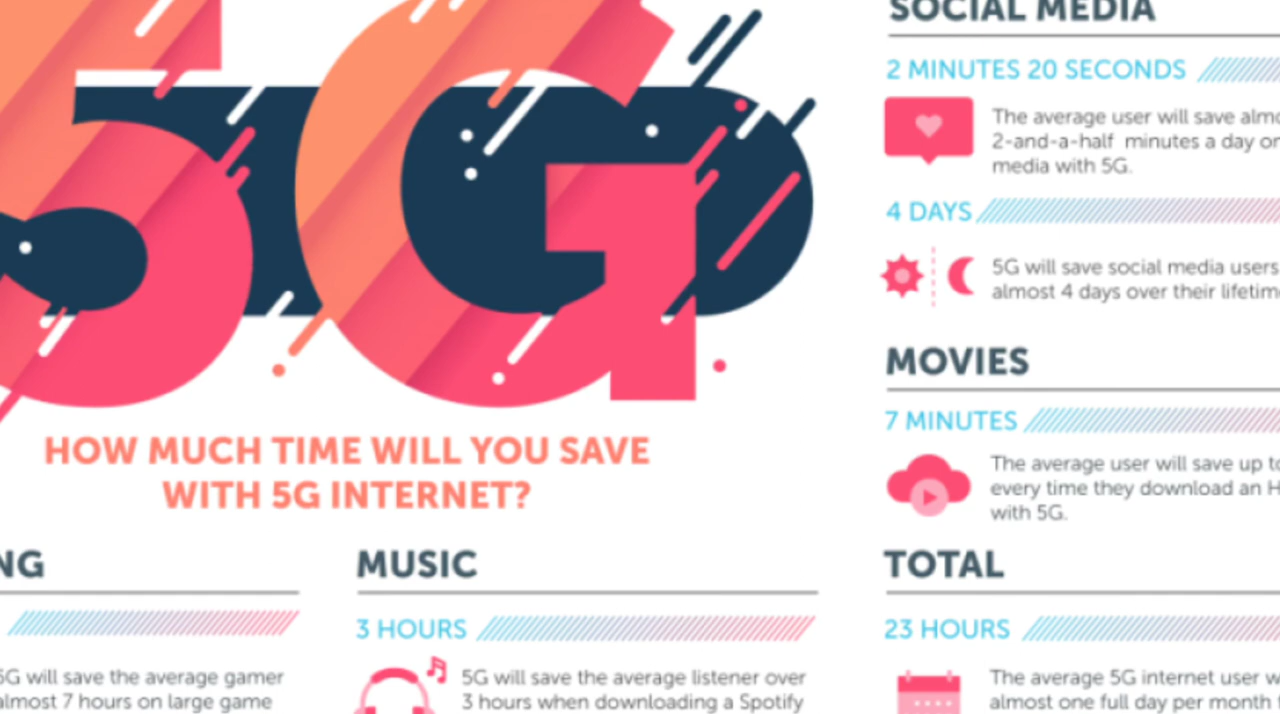 5G
HOW MUCH TIME WILL YOU SAVE
WITH 5G INTERNET?
NG
5G will save the average gamer
almost 7 hours on large game
MUSIC
3 HOURS
5G will save the average listener over
3 hours when downloading a Spotify
SOCIAL MEDIA
2 MINUTES 20 SECONDS
The average user will save almo
2-and-a-half minutes a day on
media with 5G.
4 DAYS
5G will save social media users
almost 4 days over their lifetim
MOVIES
7 MINUTES
The average user will save up to
every time they download an H
with 5G.
TOTAL
23 HOURS
The average 5G internet user w
almost one full day per month